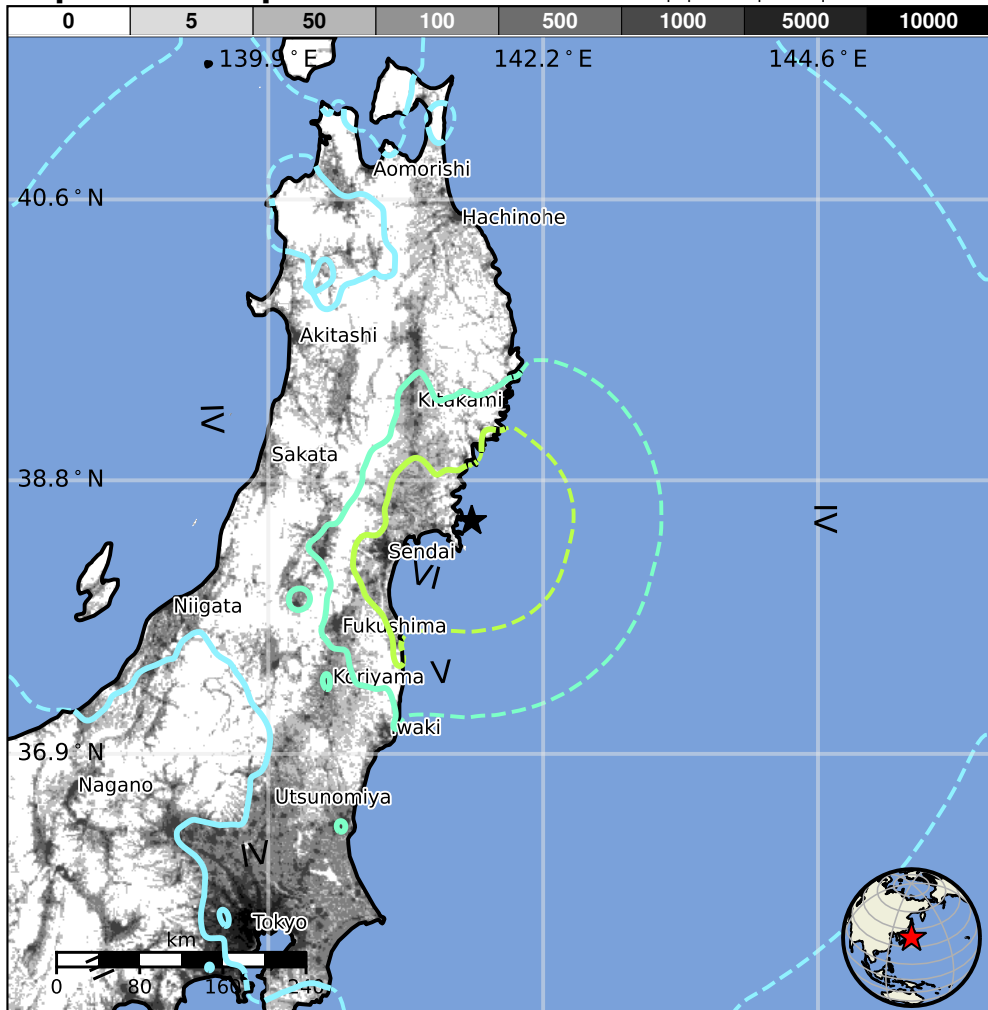 0 5 50 100 500 1000 5000 10000
139.9°E 142.2°E 144.6°E
Aomorishi
40.6°N
Hachinohe
Akitashi
Kitakami
IV
Sakata
38.8°N
IV
Sendai
VI
Niigata
Fukushima
V
Koriyama
Iwaki
36.9°N
Nagano
Utsunomiya
IV
Tokyo
km
0 80 160 240